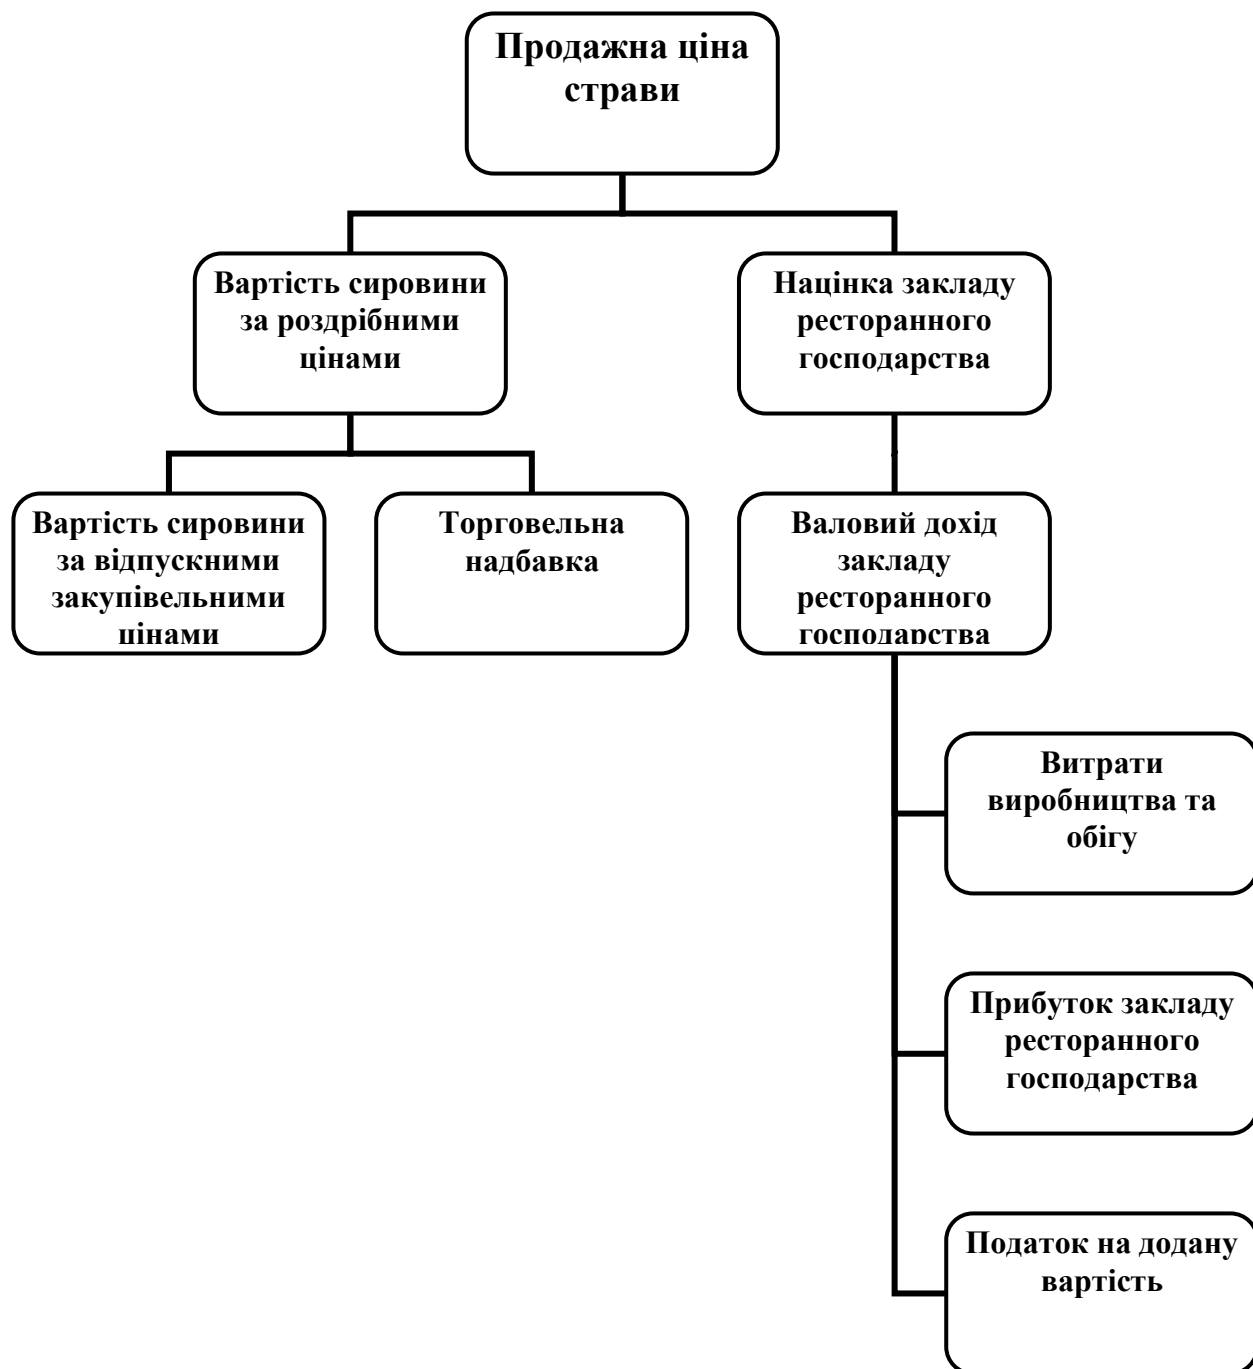 Продажна ціна
страви
Вартість сировини
за роздрібними
цінами
Націнка закладу
ресторанного
господарства
Вартість сировини
за відпускними
закупівельними
цінами
Торговельна
надбавка
Валовий дохід
закладу
ресторанного
господарства
Витрати
виробництва та
обігу
Прибуток закладу
ресторанного
господарства
Податок на додану
вартість